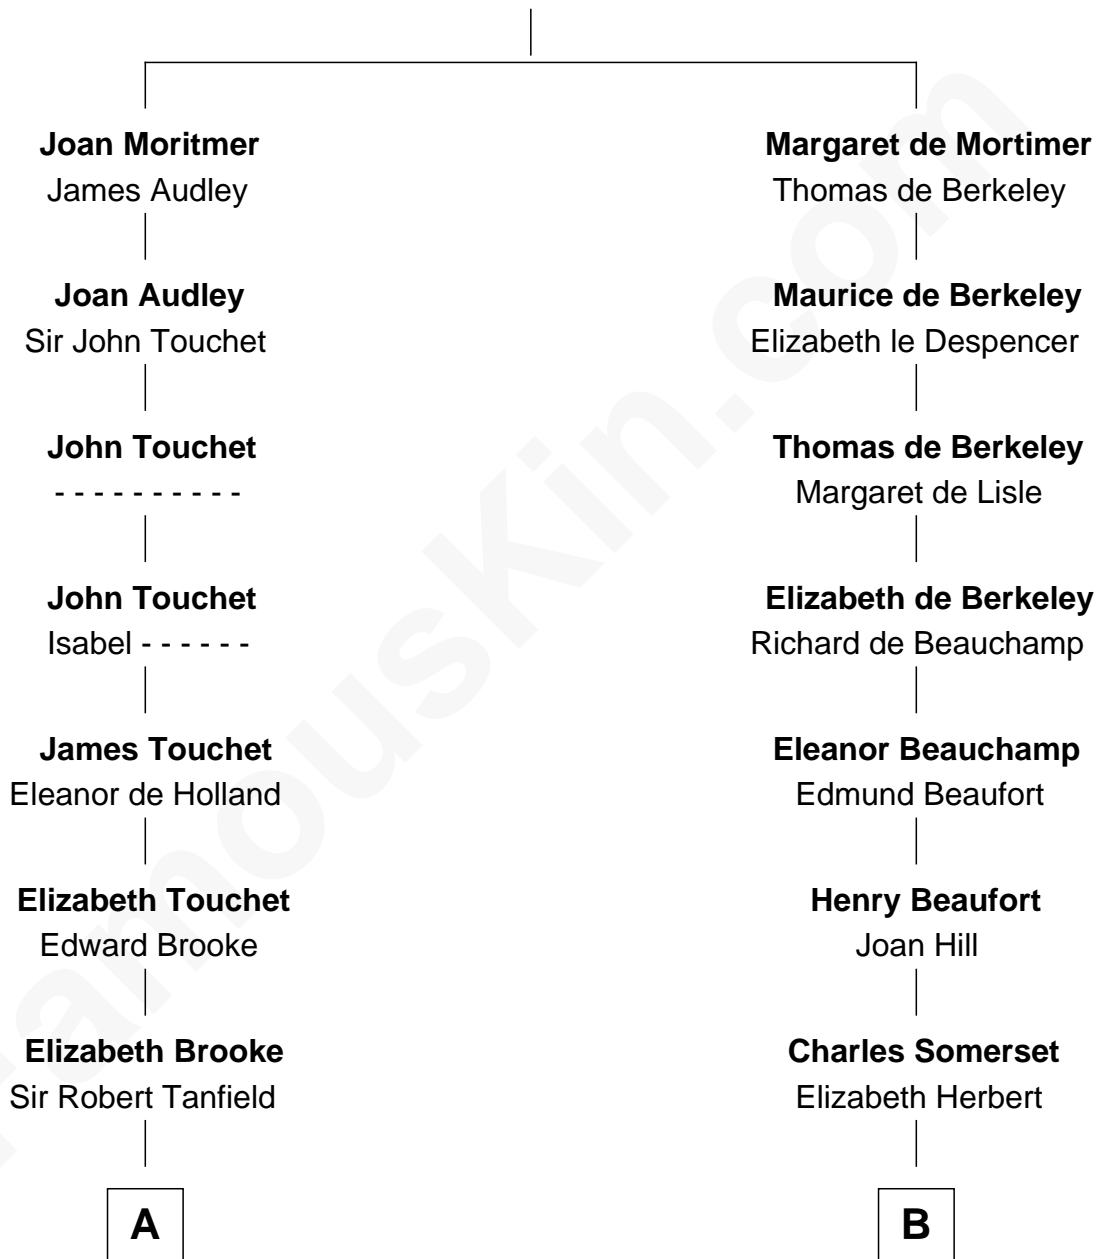 Joan Moritmer
James Audley
Joan Audley
Sir John Touchet
John Touchet
- - - - - - - - - -
John Touchet
Isabel - - - - - -
James Touchet
Eleanor de Holland
Elizabeth Touchet
Edward Brooke
Elizabeth Brooke
Sir Robert Tanfield
A
Margaret de Mortimer
Thomas de Berkeley
Maurice de Berkeley
Elizabeth le Despencer
Thomas de Berkeley
Margaret de Lisle
Elizabeth de Berkeley
Richard de Beauchamp
Eleanor Beauchamp
Edmund Beaufort
Henry Beaufort
Joan Hill
Charles Somerset
Elizabeth Herbert
B
FamousKin.com